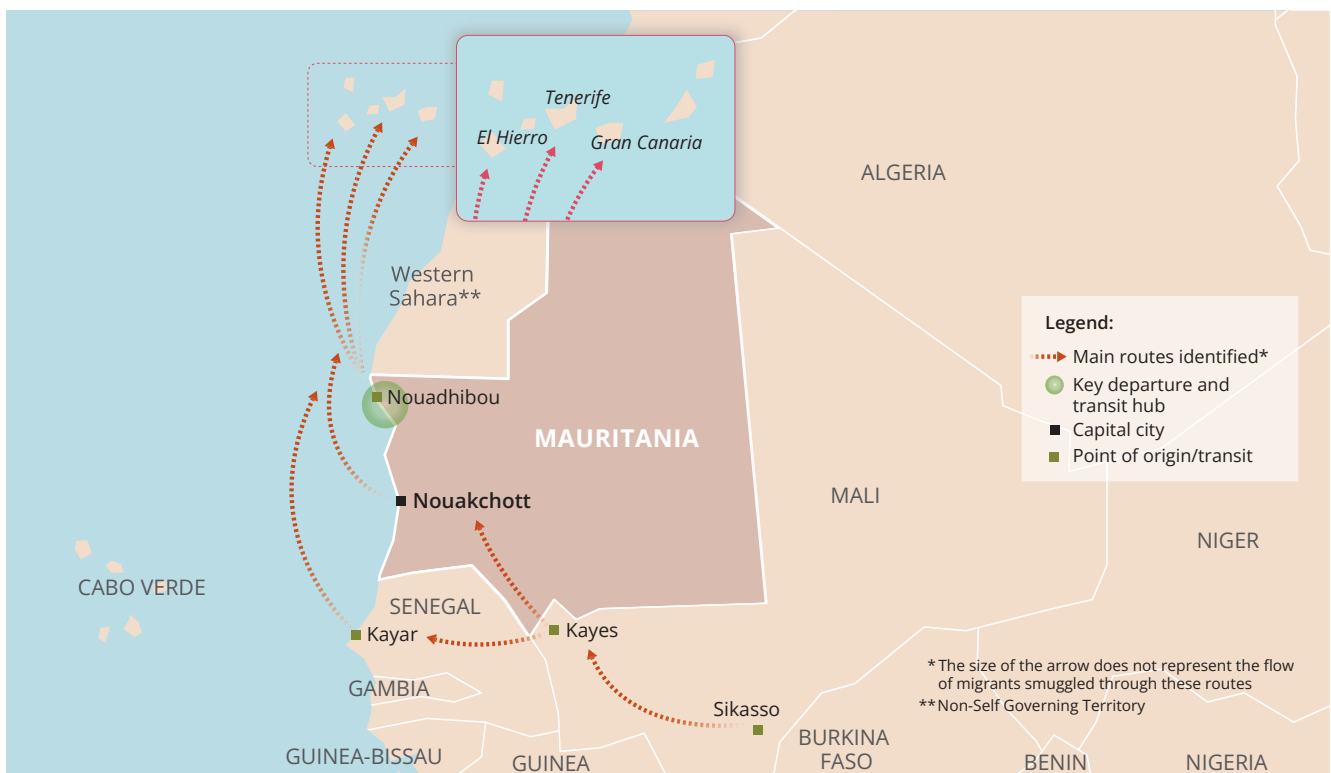 Tenerife
El Hierro
Gran Canaria
ALGERIA
Western
Sahara**
Legend:
Main routes identified*
Key departure and
transit hub
Capital city
Point of origin/transit
Nouadhibou
MAURITANIA
Nouakchott
MALI
NIGER
CABO VERDE
SENEGAL
Kayar
Kayes
GAMBIA
Sikasso
* The size of the arrow does not represent the flow
of migrants smuggled through these routes
**Non-Self Governing Territory
GUINEA-BISSAU
GUINEA
BURKINA
FASO
BENIN
NIGERIA